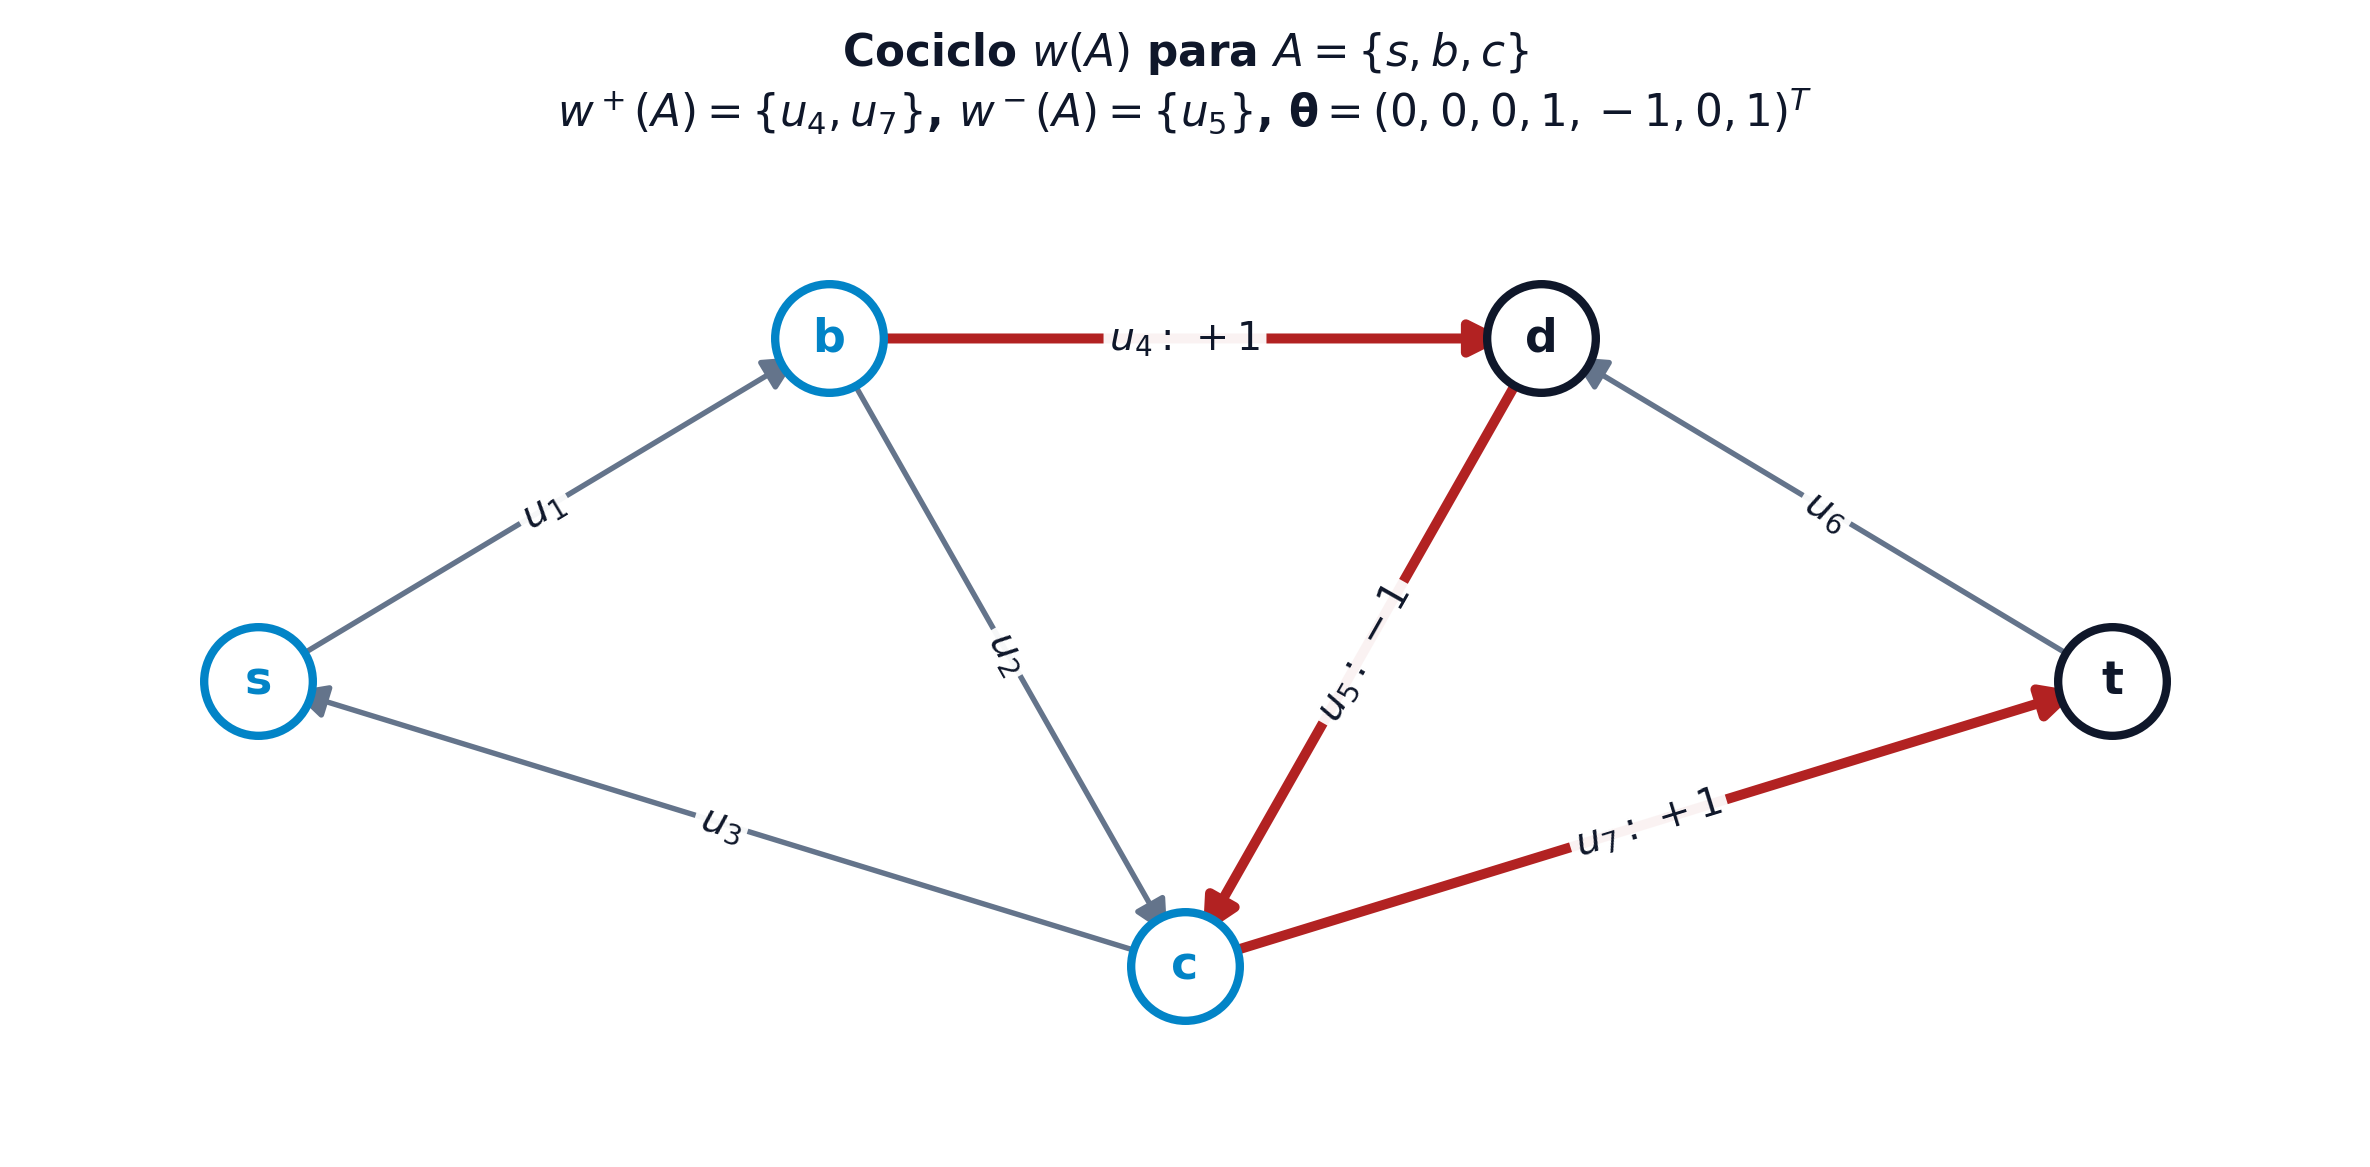 Cociclo w(A) para A = {s, b, c}
w⁺(A) = {u₄, u₇}, w⁻(A) = {u₅}, θ = (0, 0, 0, 1, −1, 0, 1)ᵀ
b
u₄: +1
d
u₁
u₆
u₂
u₅: −1
s
t
u₃
u₇: +1
c